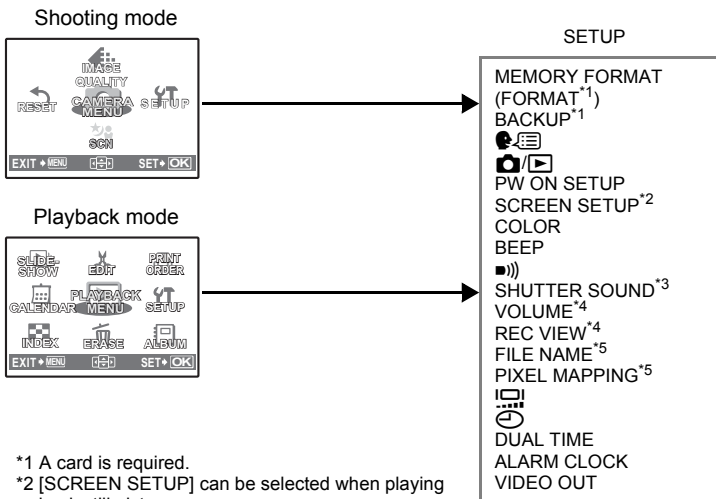 Shooting mode
IMAGE
QUALITY
RESET
CAMERA
MENU
SETUP
SCN
EXIT MENU SET OK
Playback mode
SLIDE-
SHOW
EDIT
PRINT
ORDER
CALENDAR
PLAYBACK
MENU
SETUP
INDEX
ERASE
ALBUM
EXIT MENU SET OK
*1 A card is required.
*2 [SCREEN SETUP] can be selected when playing
SETUP
MEMORY FORMAT
(FORMAT*1)
BACKUP*1
/
PW ON SETUP
SCREEN SETUP*2
COLOR
BEEP
SHUTTER SOUND*3
VOLUME*4
REC VIEW*4
FILE NAME*5
PIXEL MAPPING*5
DUAL TIME
ALARM CLOCK
VIDEO OUT